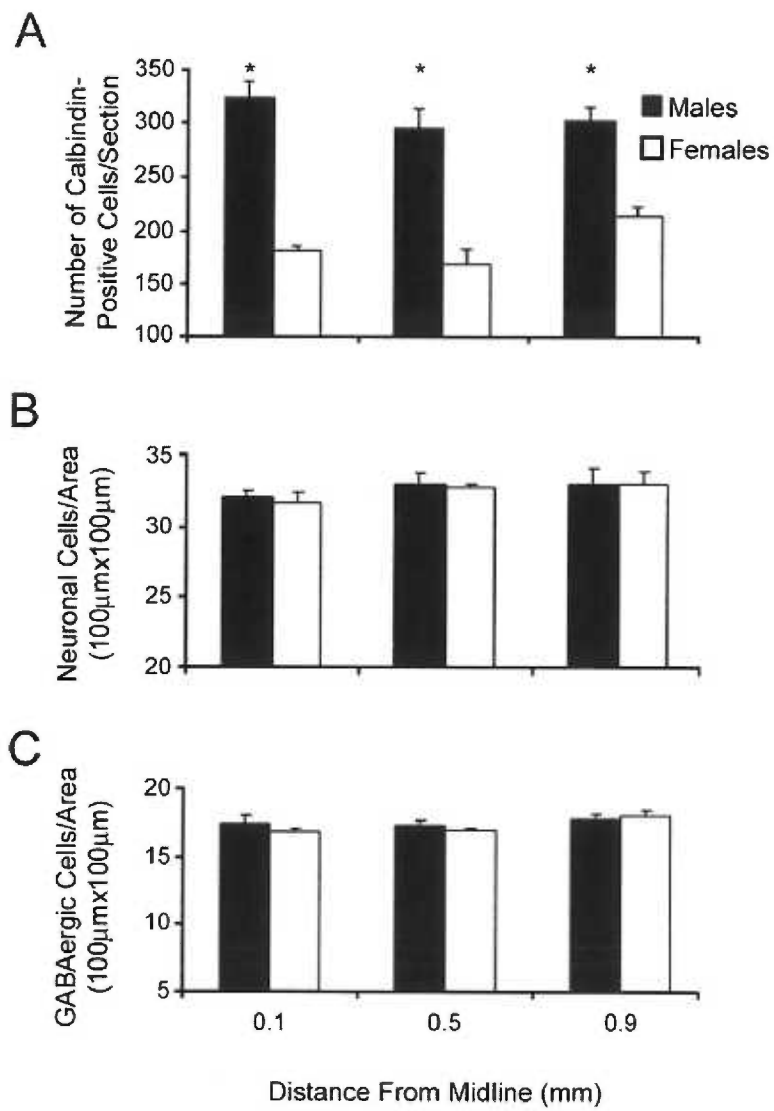 A
Number of Calbindin-
Positive Cells/Section
350
300
250
200
150
100
*
*
*
Males
Females
B
Neuronal Cells/Area
(100µmx100µm)
35
30
25
20
C
GABAergic Cells/Area
(100µmx100µm)
20
15
10
5
0.1
0.5
0.9
Distance From Midline (mm)